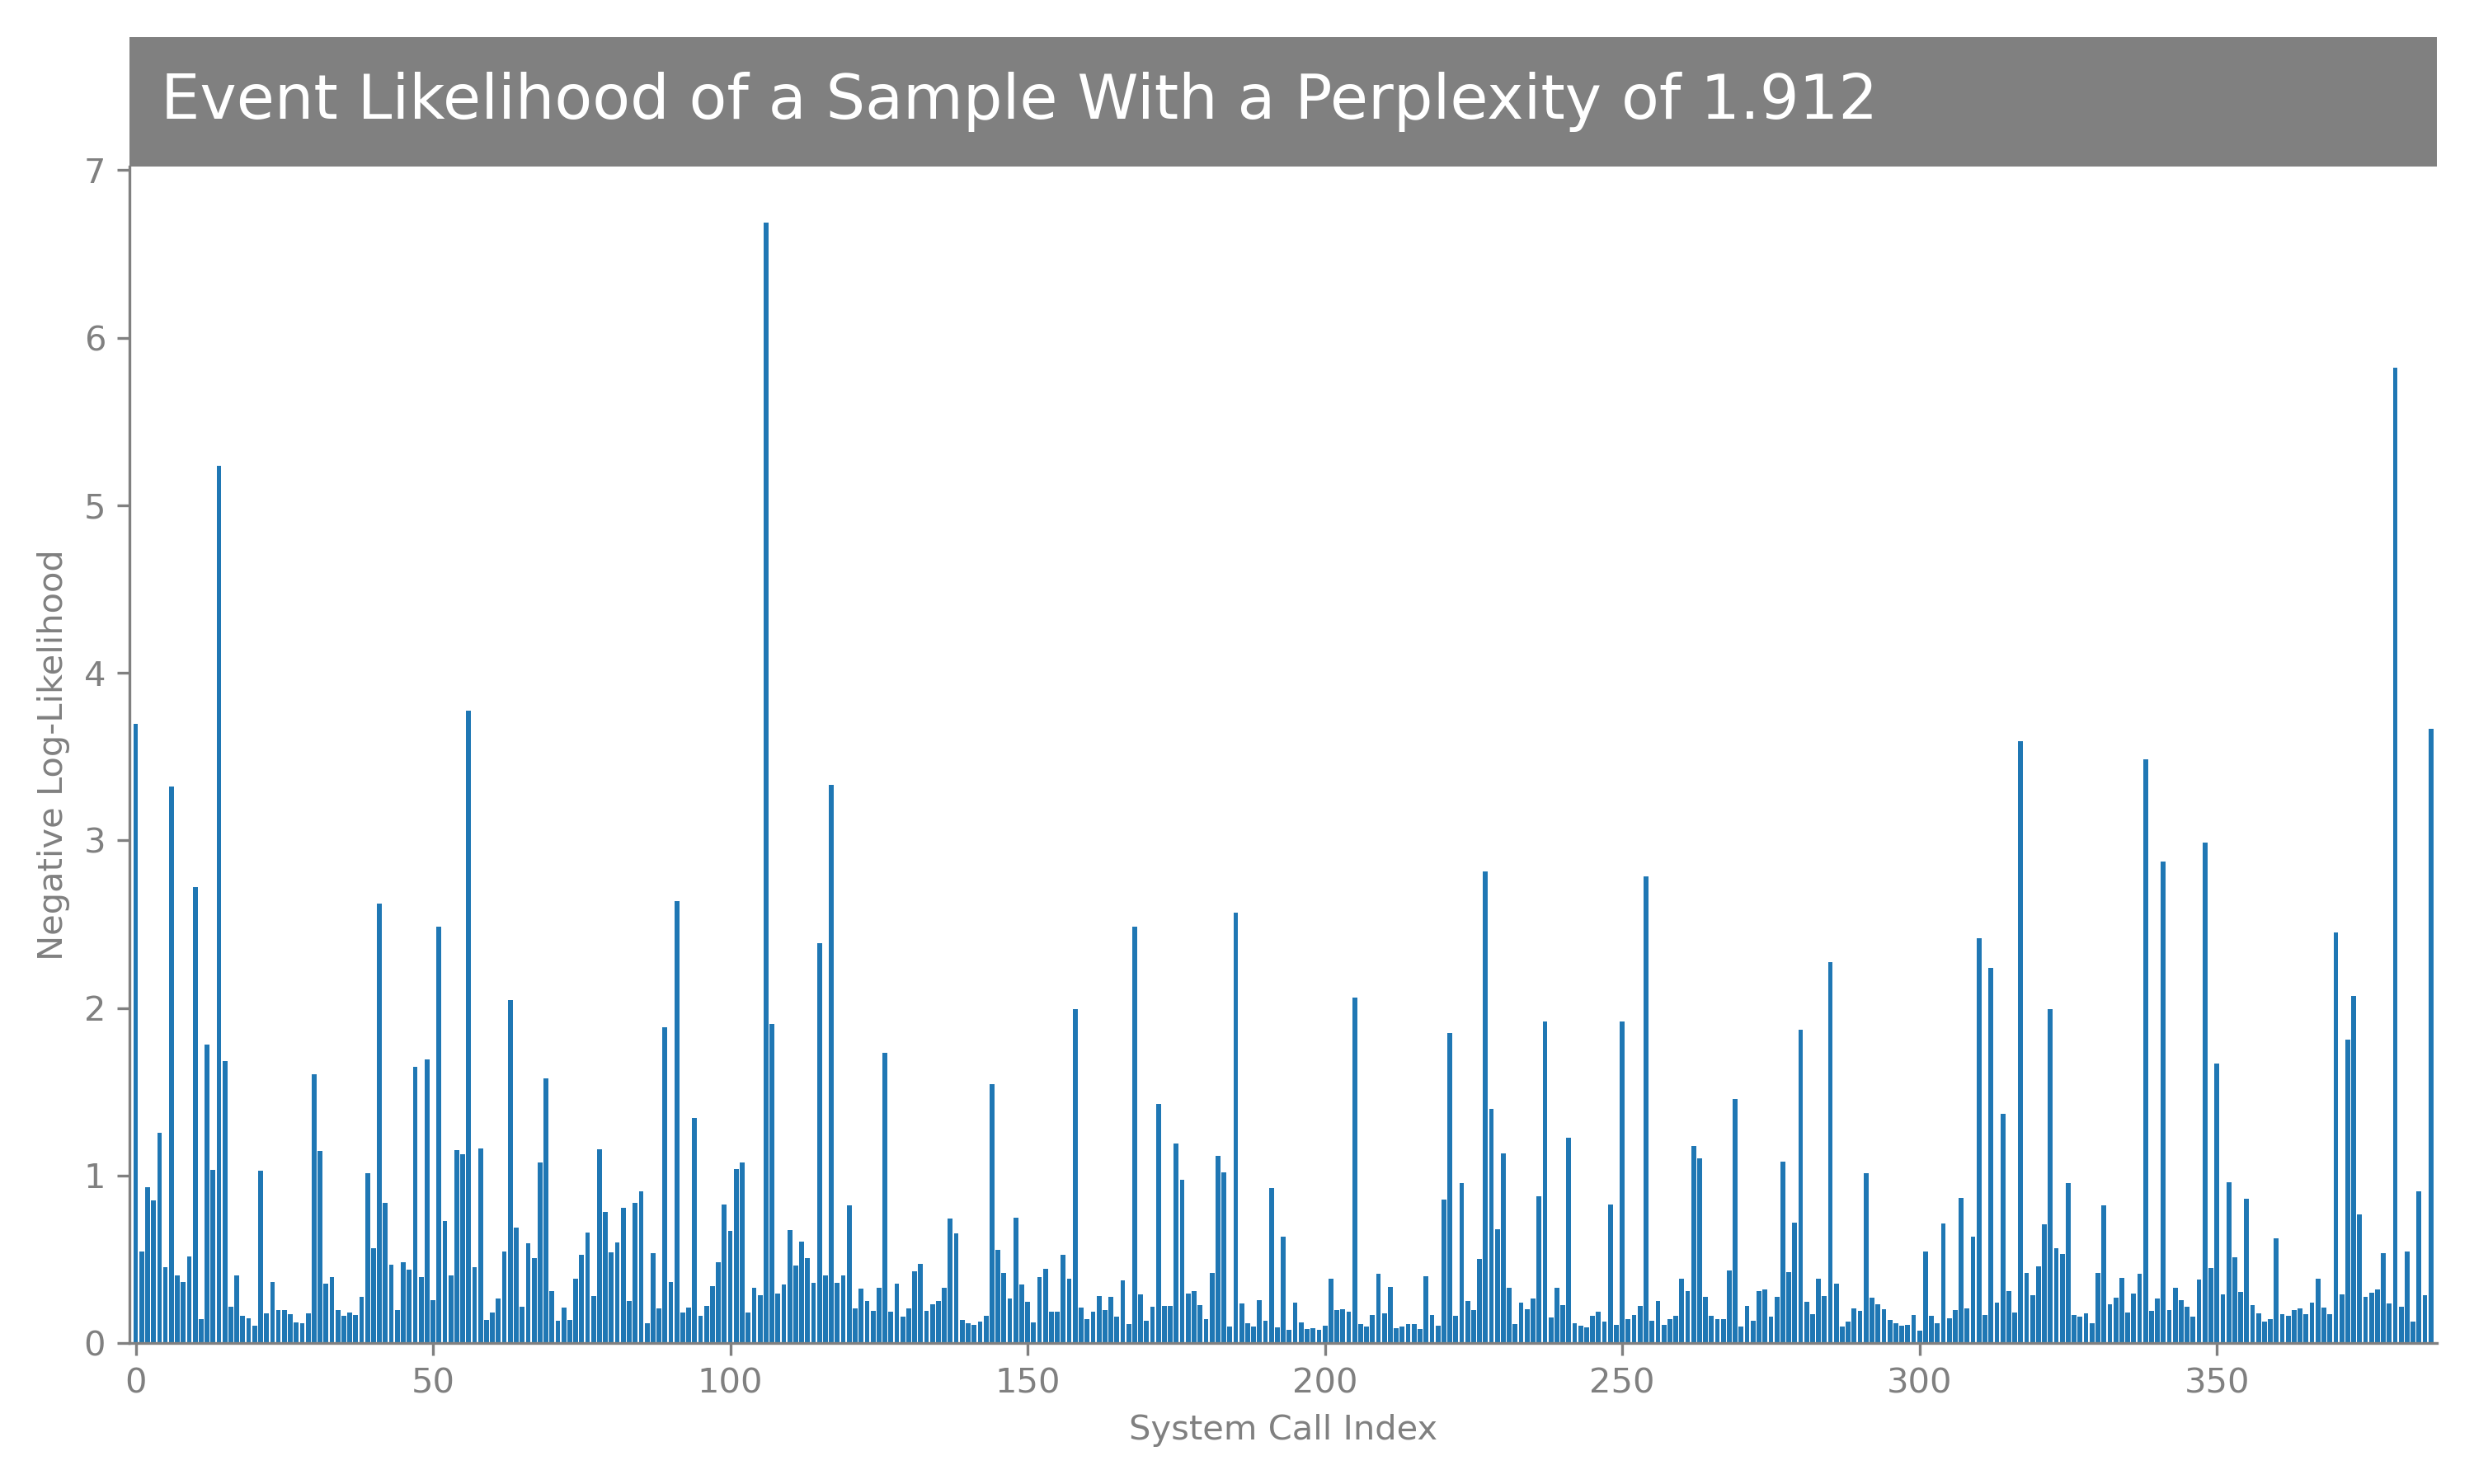 Event Likelihood of a Sample With a Perplexity of 1.912
7
6
5
4
3
2
1
0
Negative Log-Likelihood
0 50 100 150 200 250 300 350
System Call Index